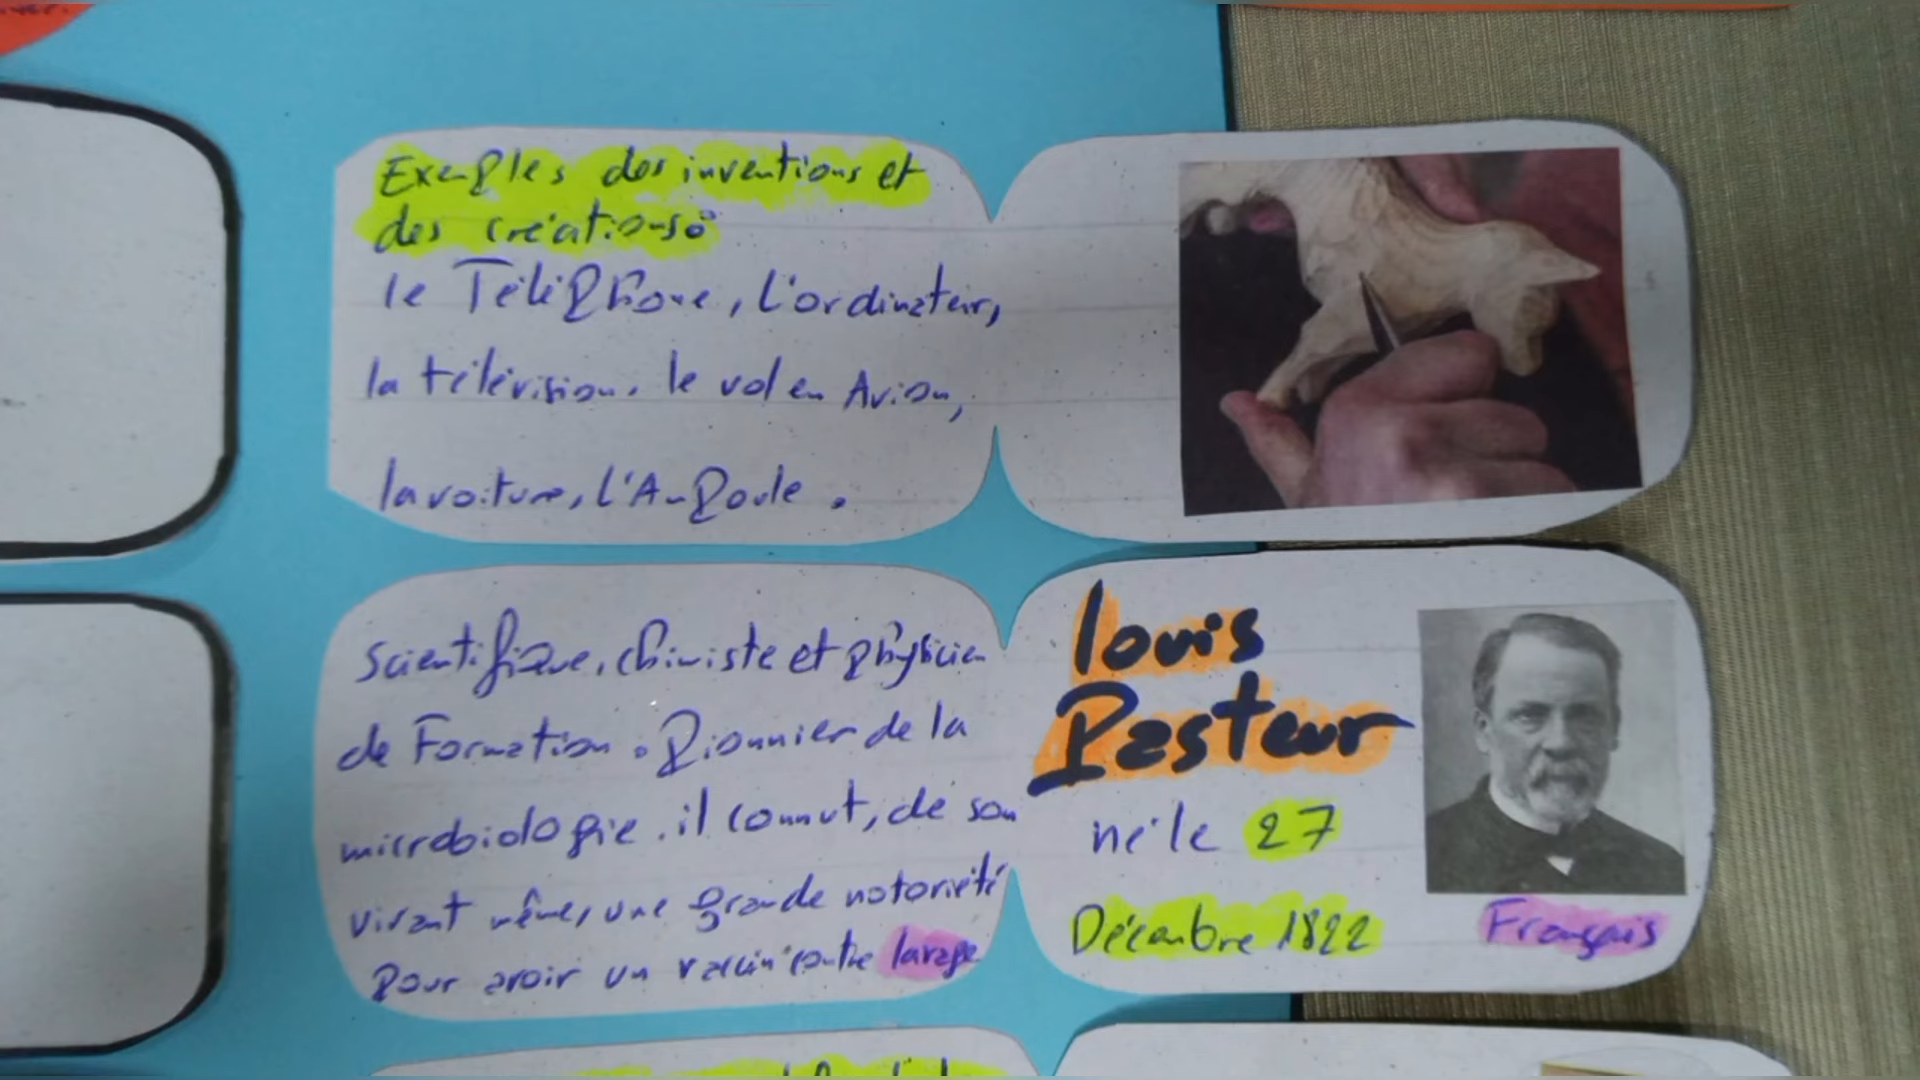 Exemples des inventions et
des créations:
le Téléphone, l'ordinateur,
la télévision, le vol en Avion,
la voiture, l'Ampoule.
Scientifique, chimiste et physicien
de Formation. Pionnier de la
microbiologie. il connut, de son
vivant même, une grande notoriété
Pour avoir un vaccin contre la rage
louis
Pasteur
né le 27
Décembre 1822
Français